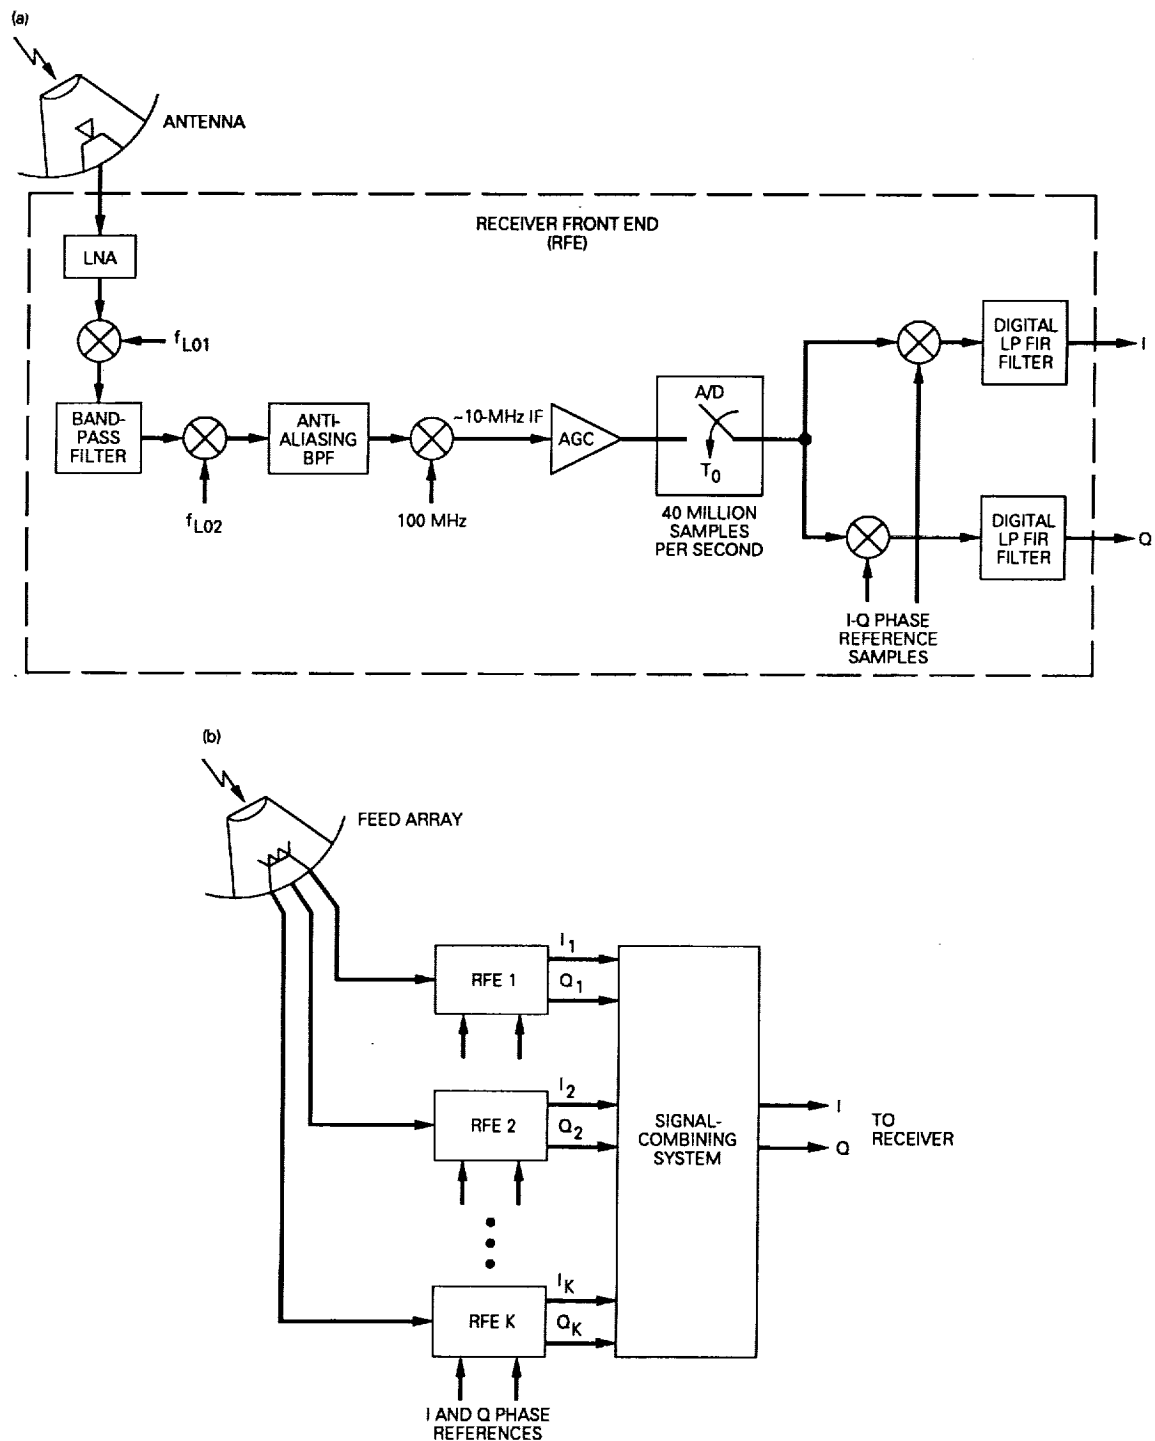 (a)
ANTENNA
RECEIVER FRONT END
(RFE)
LNA
fL01
BAND-
PASS
FILTER
fL02
ANTI-
ALIASING
BPF
100 MHz
~10-MHz IF
AGC
A/D
T0
40 MILLION
SAMPLES
PER SECOND
I-Q PHASE
REFERENCE
SAMPLES
DIGITAL
LP FIR
FILTER
I
DIGITAL
LP FIR
FILTER
Q
(b)
FEED ARRAY
RFE 1
I1
Q1
RFE 2
I2
Q2
RFE K
IK
QK
I AND Q PHASE
REFERENCES
SIGNAL-
COMBINING
SYSTEM
I
Q
TO
RECEIVER